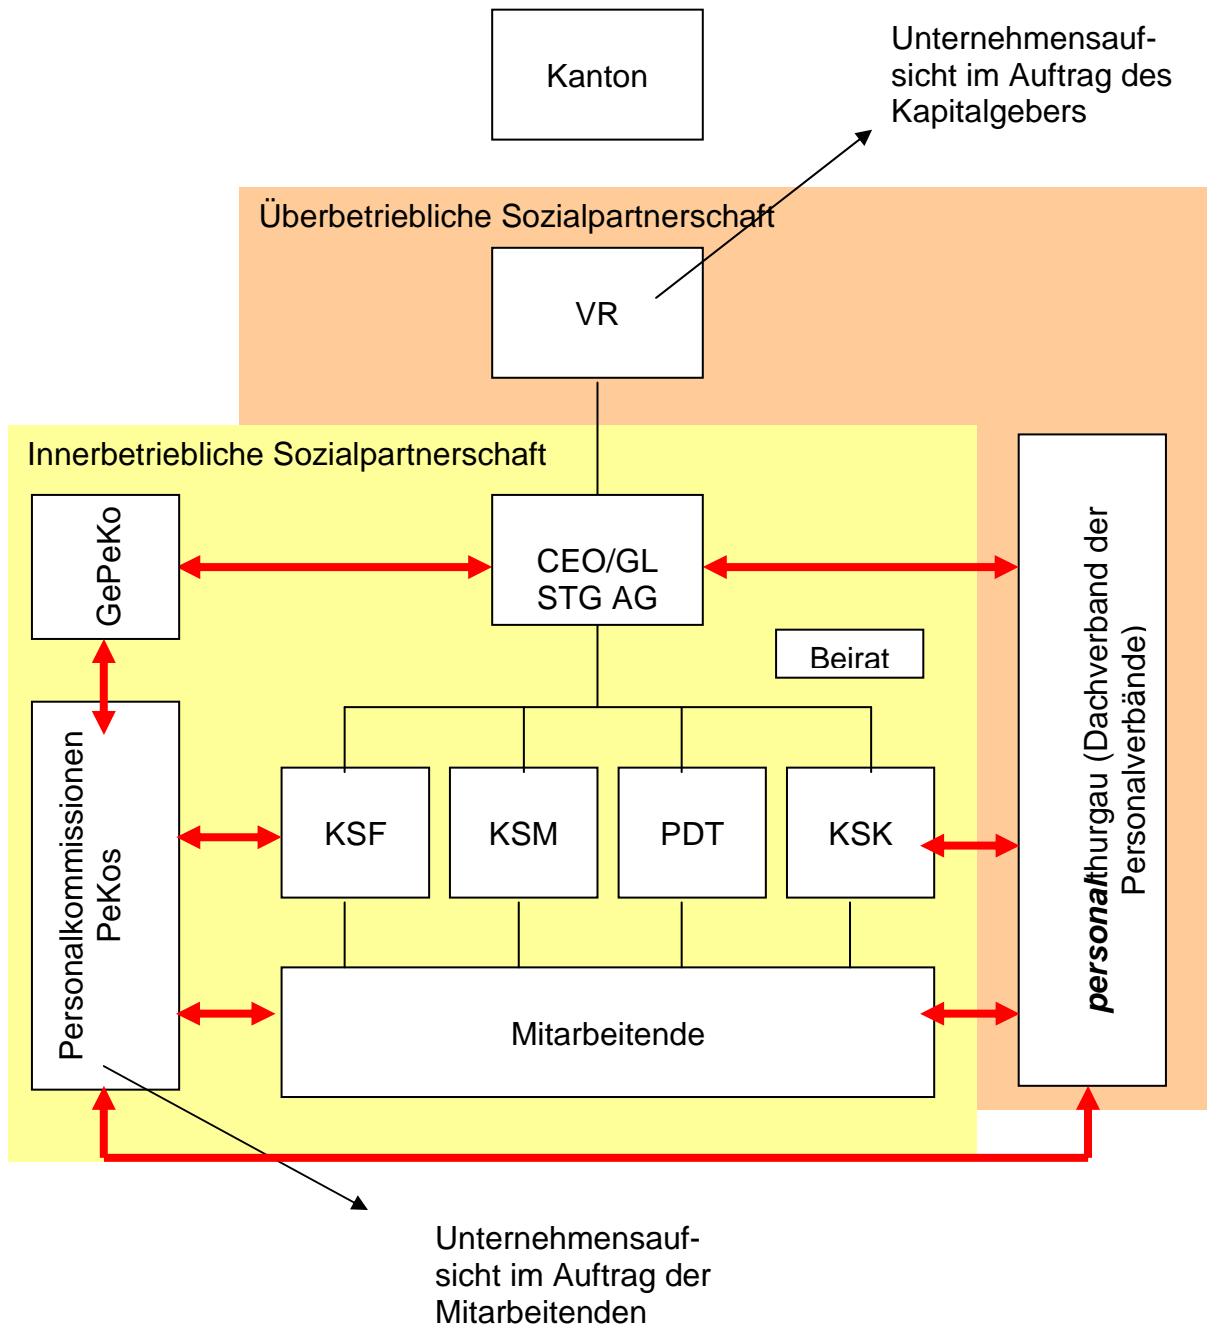 Kanton
Unternehmensauf-
sicht im Auftrag des
Kapitalgebers
Überbetriebliche Sozialpartnerschaft
VR
Innerbetriebliche Sozialpartnerschaft
GePeKo
CEO/GL
STG AG
Beirat
Personalkommissionen
PeKos
KSF
KSM
PDT
KSK
personalthurgau (Dachverband der
Personalverbände)
Mitarbeitende
Unternehmensauf-
sicht im Auftrag der
Mitarbeitenden